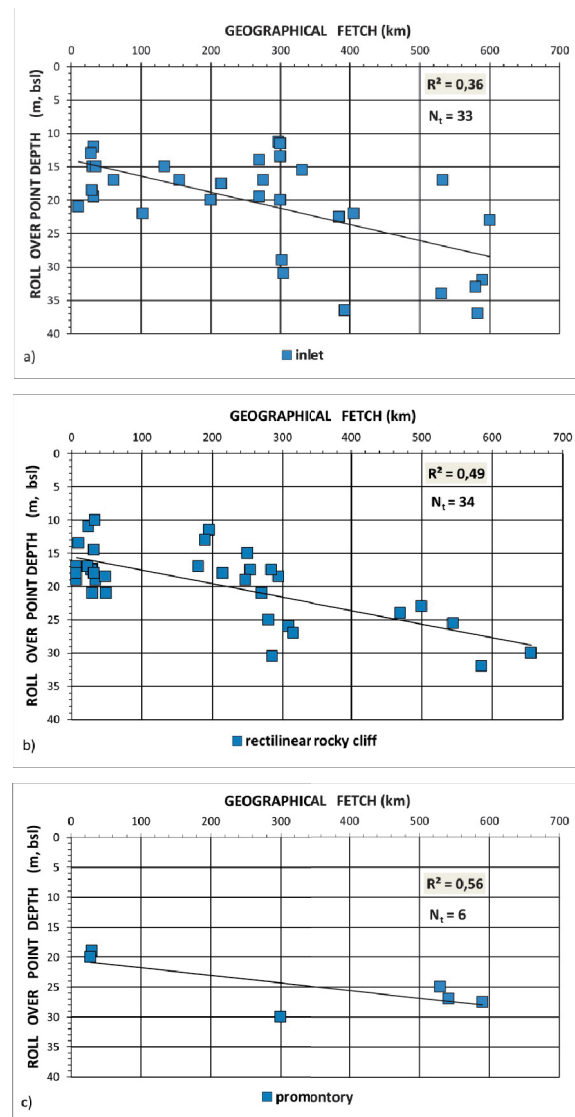 GEOGRAPHICAL FETCH (km)
0 100 200 300 400 500 600 700
ROLL OVER POINT DEPTH (m, bsl)
0
5
10
15
20
25
30
35
40
R² = 0,36
Nt = 33
inlet
a)
GEOGRAPHICAL FETCH (km)
0 100 200 300 400 500 600 700
ROLL OVER POINT DEPTH (m, bsl)
0
5
10
15
20
25
30
35
40
R² = 0,49
Nt = 34
rectilinear rocky cliff
b)
GEOGRAPHICAL FETCH (km)
0 100 200 300 400 500 600 700
ROLL OVER POINT DEPTH (m, bsl)
0
5
10
15
20
25
30
35
40
R² = 0,56
Nt = 6
promontory
c)